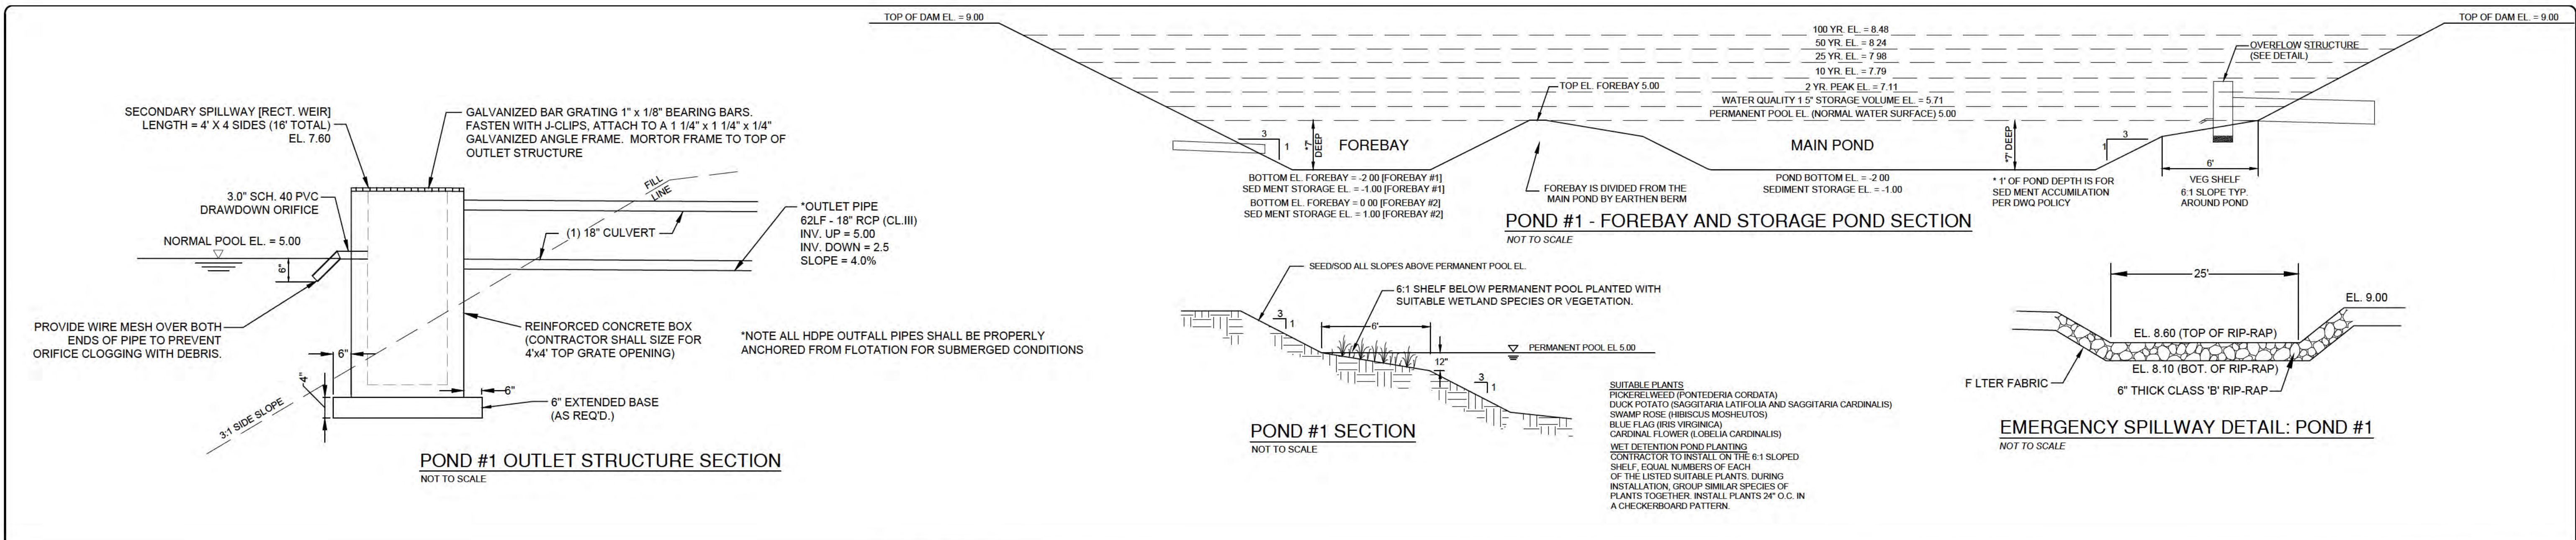 SECONDARY SPILLWAY [RECT. WEIR]
LENGTH = 4' X 4 SIDES (16' TOTAL)
EL. 7.60
GALVANIZED BAR GRATING 1" x 1/8" BEARING BARS.
FASTEN WITH J-CLIPS, ATTACH TO A 1 1/4" x 1 1/4" x 1/4"
GALVANIZED ANGLE FRAME. MORTOR FRAME TO TOP OF
OUTLET STRUCTURE
3.0" SCH. 40 PVC
DRAWDOWN ORIFICE
NORMAL POOL EL. = 5.00
6"
FILL
LINE
(1) 18" CULVERT
*OUTLET PIPE
62LF - 18" RCP (CL.III)
INV. UP = 5.00
INV. DOWN = 2.5
SLOPE = 4.0%
PROVIDE WIRE MESH OVER BOTH
ENDS OF PIPE TO PREVENT
ORIFICE CLOGGING WITH DEBRIS.
REINFORCED CONCRETE BOX
(CONTRACTOR SHALL SIZE FOR
4'x4' TOP GRATE OPENING)
*NOTE ALL HDPE OUTFALL PIPES SHALL BE PROPERLY
ANCHORED FROM FLOTATION FOR SUBMERGED CONDITIONS
6"
4"
6"
6" EXTENDED BASE
(AS REQ'D.)
3:1 SIDE SLOPE
POND #1 OUTLET STRUCTURE SECTION
NOT TO SCALE
TOP OF DAM EL. = 9.00
TOP OF DAM EL. = 9.00
100 YR. EL. = 8.48
50 YR. EL. = 8 24
25 YR. EL. = 7.98
10 YR. EL. = 7.79
2 YR. PEAK EL. = 7.11
WATER QUALITY 1 5" STORAGE VOLUME EL. = 5.71
PERMANENT POOL EL. (NORMAL WATER SURFACE) 5.00
OVERFLOW STRUCTURE
(SEE DETAIL)
TOP EL. FOREBAY 5.00
3
1
*7'
DEEP
FOREBAY
MAIN POND
*7' DEEP
3
1
6'
VEG SHELF
6:1 SLOPE TYP.
AROUND POND
BOTTOM EL. FOREBAY = -2 00 [FOREBAY #1]
SED MENT STORAGE EL. = -1.00 [FOREBAY #1]
BOTTOM EL. FOREBAY = 0 00 [FOREBAY #2]
SED MENT STORAGE EL. = 1.00 [FOREBAY #2]
FOREBAY IS DIVIDED FROM THE
MAIN POND BY EARTHEN BERM
POND BOTTOM EL. = -2 00
SEDIMENT STORAGE EL. = -1.00
* 1' OF POND DEPTH IS FOR
SED MENT ACCUMILATION
PER DWQ POLICY
POND #1 - FOREBAY AND STORAGE POND SECTION
NOT TO SCALE
SEED/SOD ALL SLOPES ABOVE PERMANENT POOL EL.
6:1 SHELF BELOW PERMANENT POOL PLANTED WITH
SUITABLE WETLAND SPECIES OR VEGETATION.
3
1
6'
PERMANENT POOL EL 5.00
12"
3
1
POND #1 SECTION
NOT TO SCALE
SUITABLE PLANTS
PICKERELWEED (PONTEDERIA CORDATA)
DUCK POTATO (SAGGITARIA LATIFOLIA AND SAGGITARIA CARDINALIS)
SWAMP ROSE (HIBISCUS MOSHEUTOS)
BLUE FLAG (IRIS VIRGINICA)
CARDINAL FLOWER (LOBELIA CARDINALIS)
WET DETENTION POND PLANTING
CONTRACTOR TO INSTALL ON THE 6:1 SLOPED
SHELF, EQUAL NUMBERS OF EACH
OF THE LISTED SUITABLE PLANTS. DURING
INSTALLATION, GROUP SIMILAR SPECIES OF
PLANTS TOGETHER. INSTALL PLANTS 24" O.C. IN
A CHECKERBOARD PATTERN.
25'
EL. 9.00
EL. 8.60 (TOP OF RIP-RAP)
EL. 8.10 (BOT. OF RIP-RAP)
F LTER FABRIC
6" THICK CLASS 'B' RIP-RAP
EMERGENCY SPILLWAY DETAIL: POND #1
NOT TO SCALE